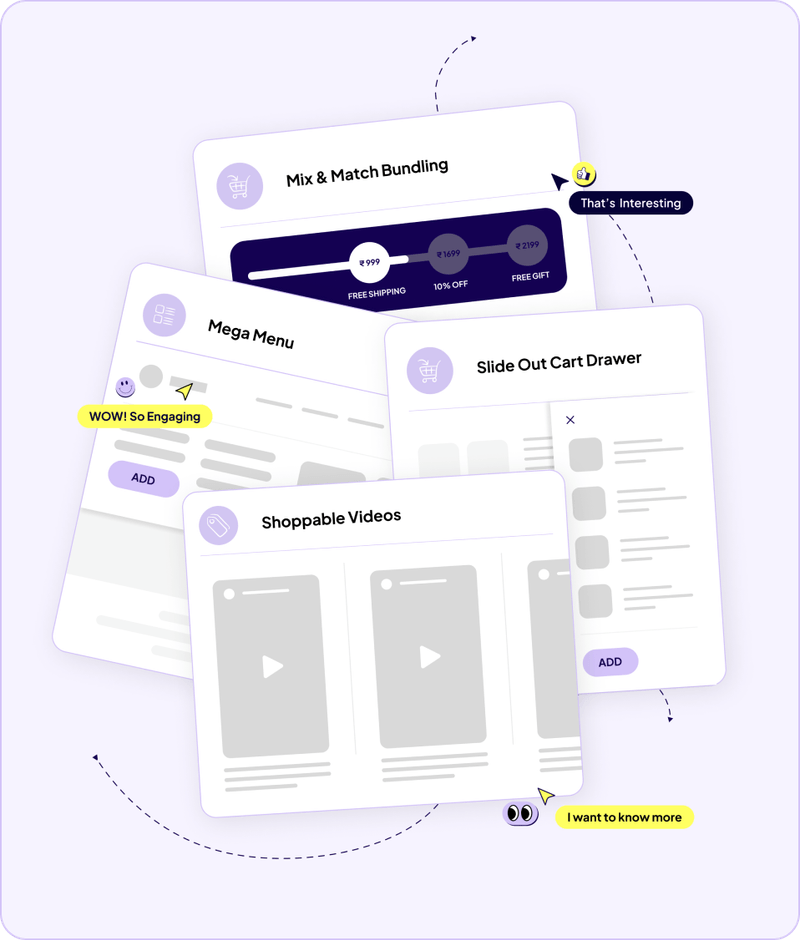 Mix & Match Bundling
That's Interesting
₹ 999
₹ 1699
₹ 2199
FREE SHIPPING
10% OFF
FREE GIFT
Mega Menu
WOW! So Engaging
ADD
Slide Out Cart Drawer
ADD
Shoppable Videos
I want to know more